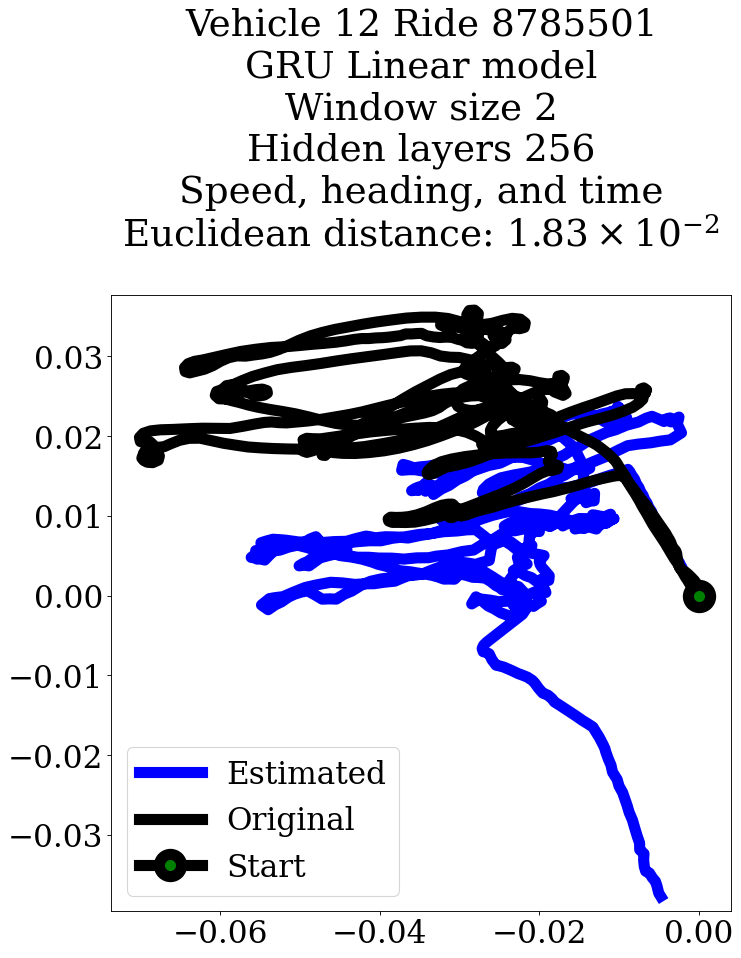 Vehicle 12 Ride 8785501
GRU Linear model
Window size 2
Hidden layers 256
Speed, heading, and time
Euclidean distance: 1.83 × 10⁻²
0.03
0.02
0.01
0.00
−0.01
−0.02
−0.03
Estimated
Original
Start
−0.06
−0.04
−0.02
0.00